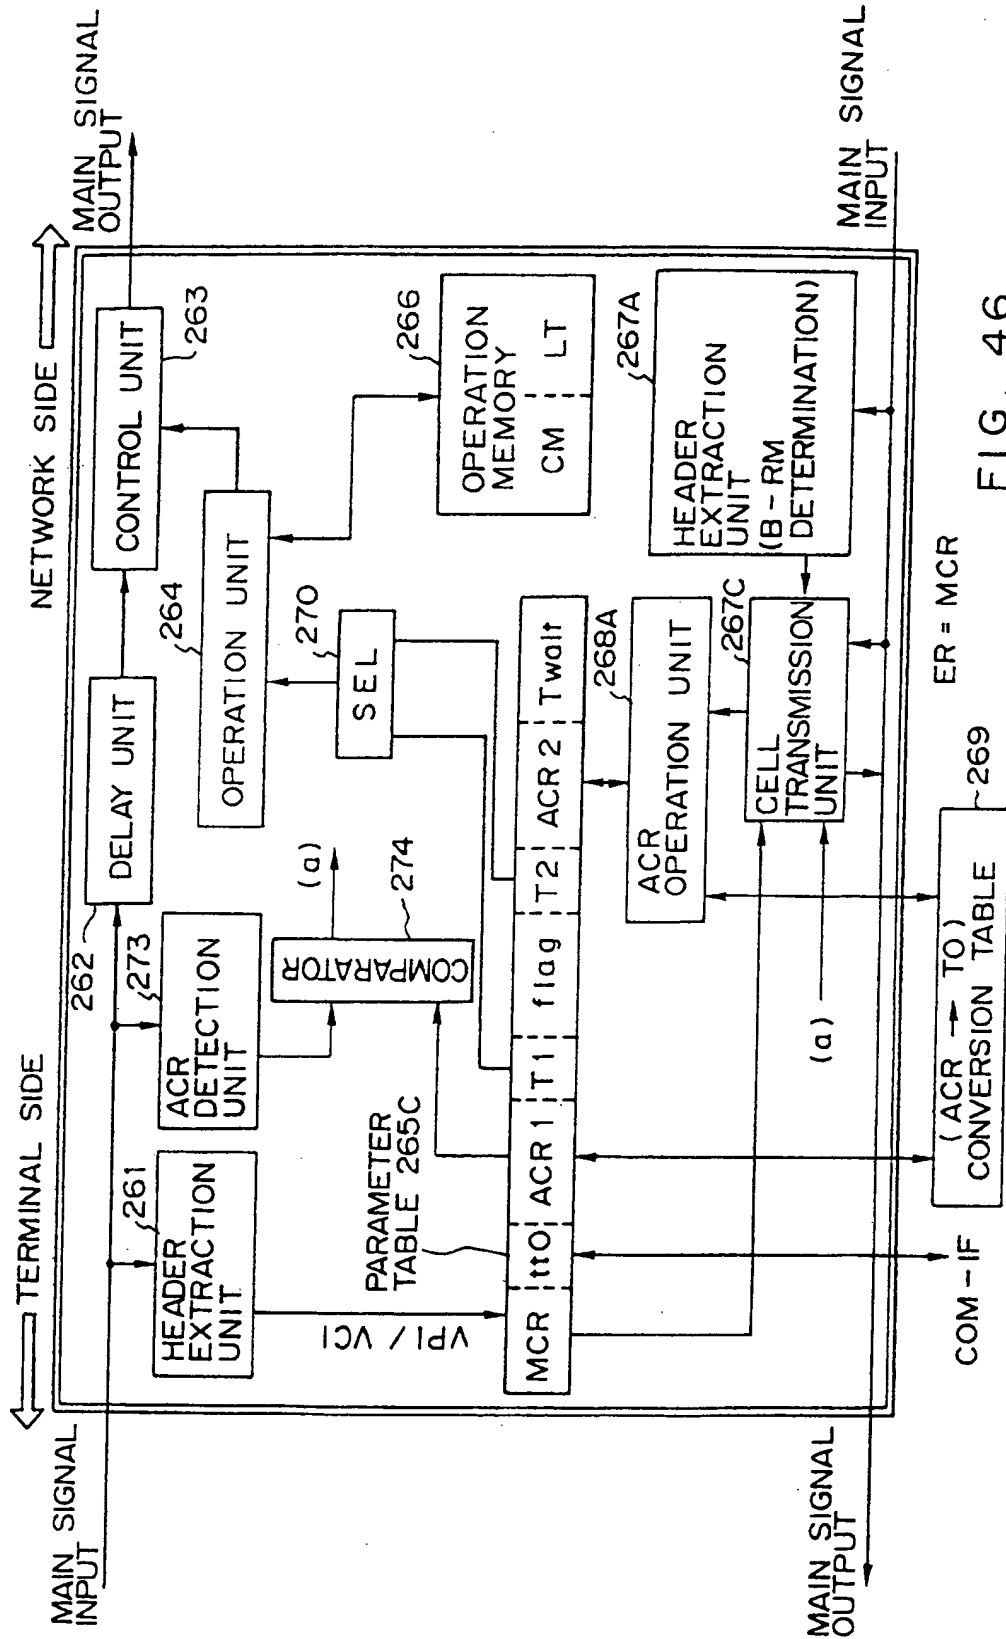 TERMINAL SIDE
NETWORK SIDE
MAIN SIGNAL
INPUT
MAIN SIGNAL
OUTPUT
261
HEADER
EXTRACTION
UNIT
273
ACR
DETECTION
UNIT
262
DELAY UNIT
CONTROL UNIT
263
264
OPERATION UNIT
COMPARATOR
274
(a)
270
SEL
266
OPERATION
MEMORY
CM
LT
VPI / VCI
PARAMETER
TABLE 265C
MCR
tt0
ACR 1
T1
flag
T2
ACR 2
Twait
268A
ACR
OPERATION UNIT
267C
CELL
TRANSMISSION
UNIT
267A
HEADER
EXTRACTION
UNIT
(B-RM
DETERMINATION)
(a)
MAIN SIGNAL
OUTPUT
MAIN SIGNAL
INPUT
COM-IF
(ACR → TO)
CONVERSION TABLE
269
ER = MCR
FIG. 46